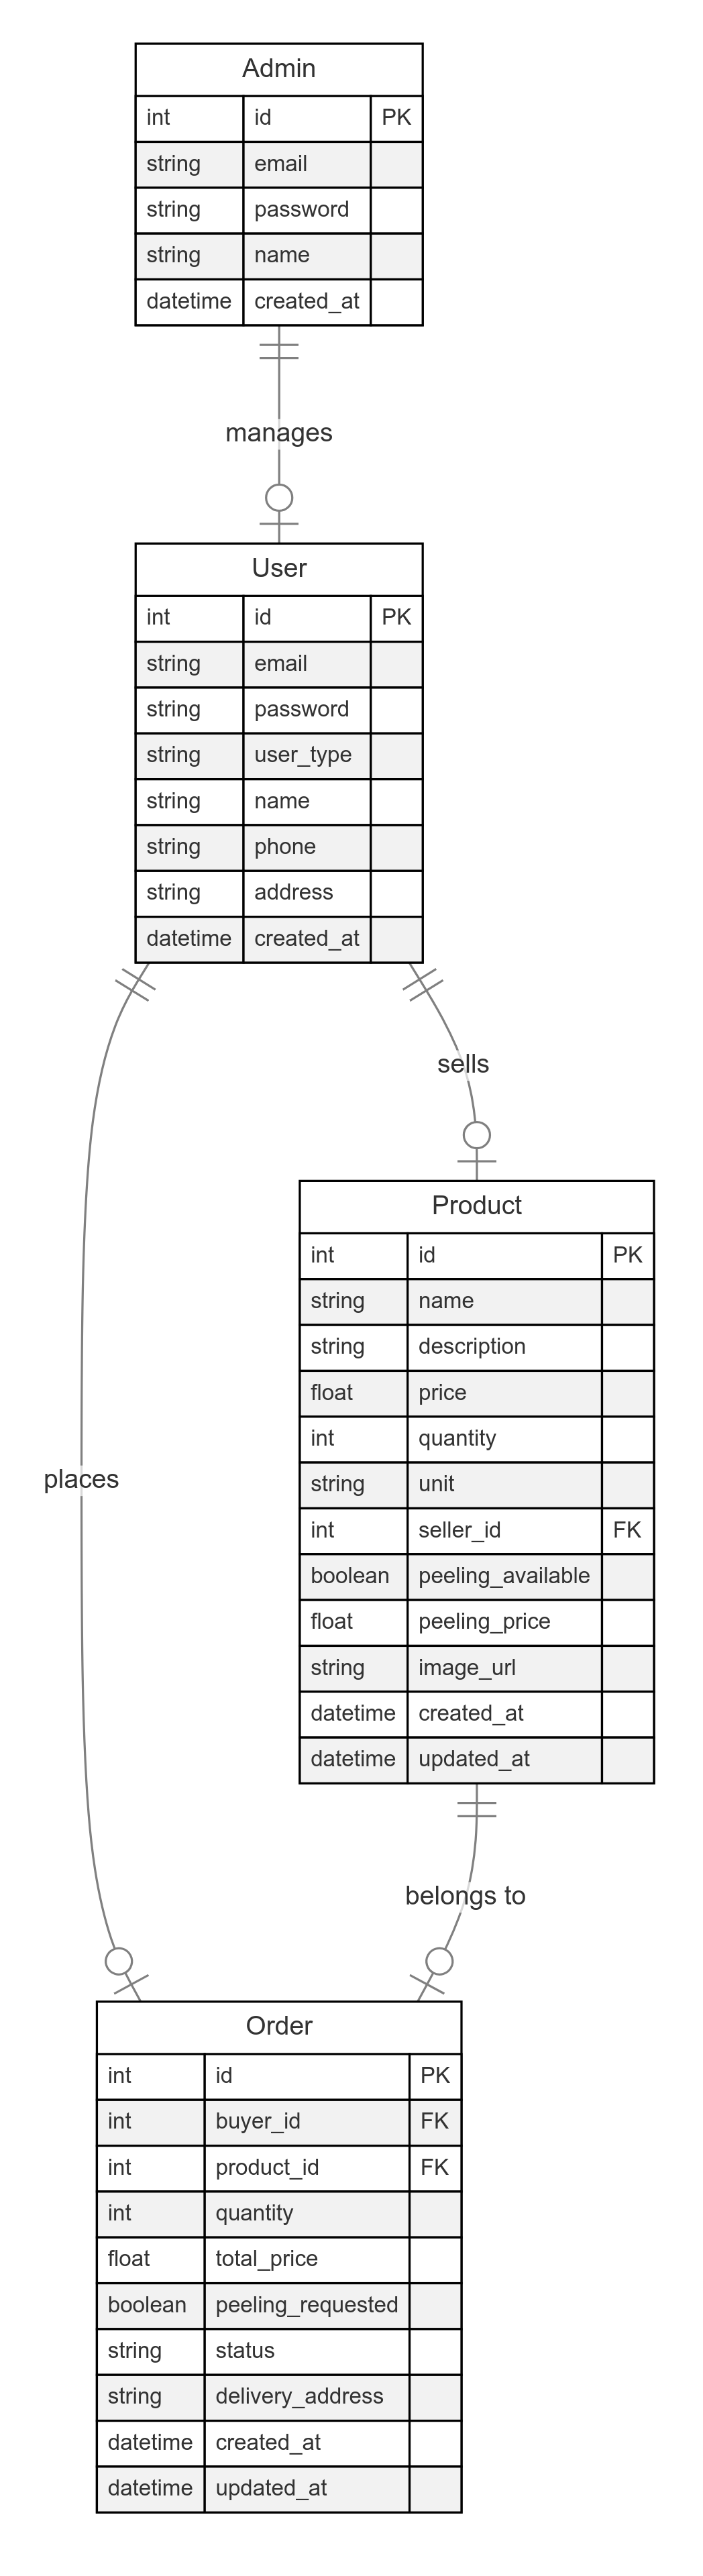 Admin
int id PK
string email
string password
string name
datetime created_at
manages
User
int id PK
string email
string password
string user_type
string name
string phone
string address
datetime created_at
sells
Product
int id PK
string name
string description
float price
int quantity
string unit
int seller_id FK
boolean peeling_available
float peeling_price
string image_url
datetime created_at
datetime updated_at
places
belongs to
Order
int id PK
int buyer_id FK
int product_id FK
int quantity
float total_price
boolean peeling_requested
string status
string delivery_address
datetime created_at
datetime updated_at